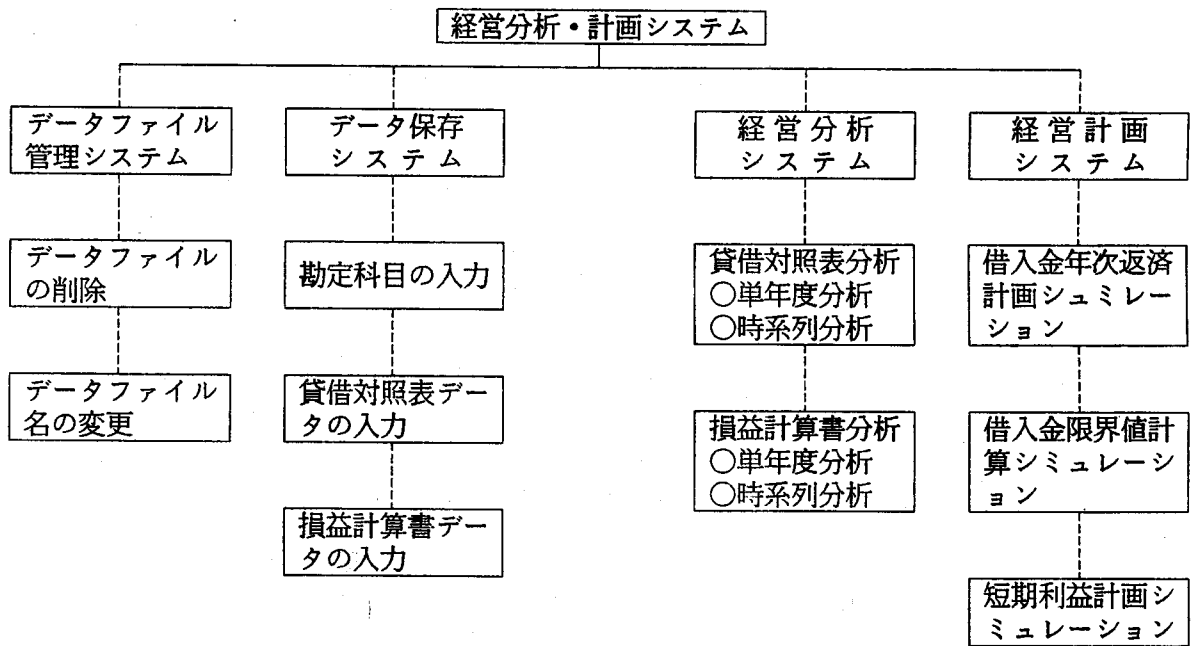 経営分析・計画システム
データファイル
管理システム
データファイル
の削除
データファイル
名の変更
データ保存
システム
勘定科目の入力
貸借対照表デー
タの入力
損益計算書デー
タの入力
経営分析
システム
貸借対照表分析
○単年度分析
○時系列分析
損益計算書分析
○単年度分析
○時系列分析
経営計画
システム
借入金年次返済
計画シュミレー
ション
借入金限界値計
算シミュレーシ
ョン
短期利益計画シ
ミュレーション